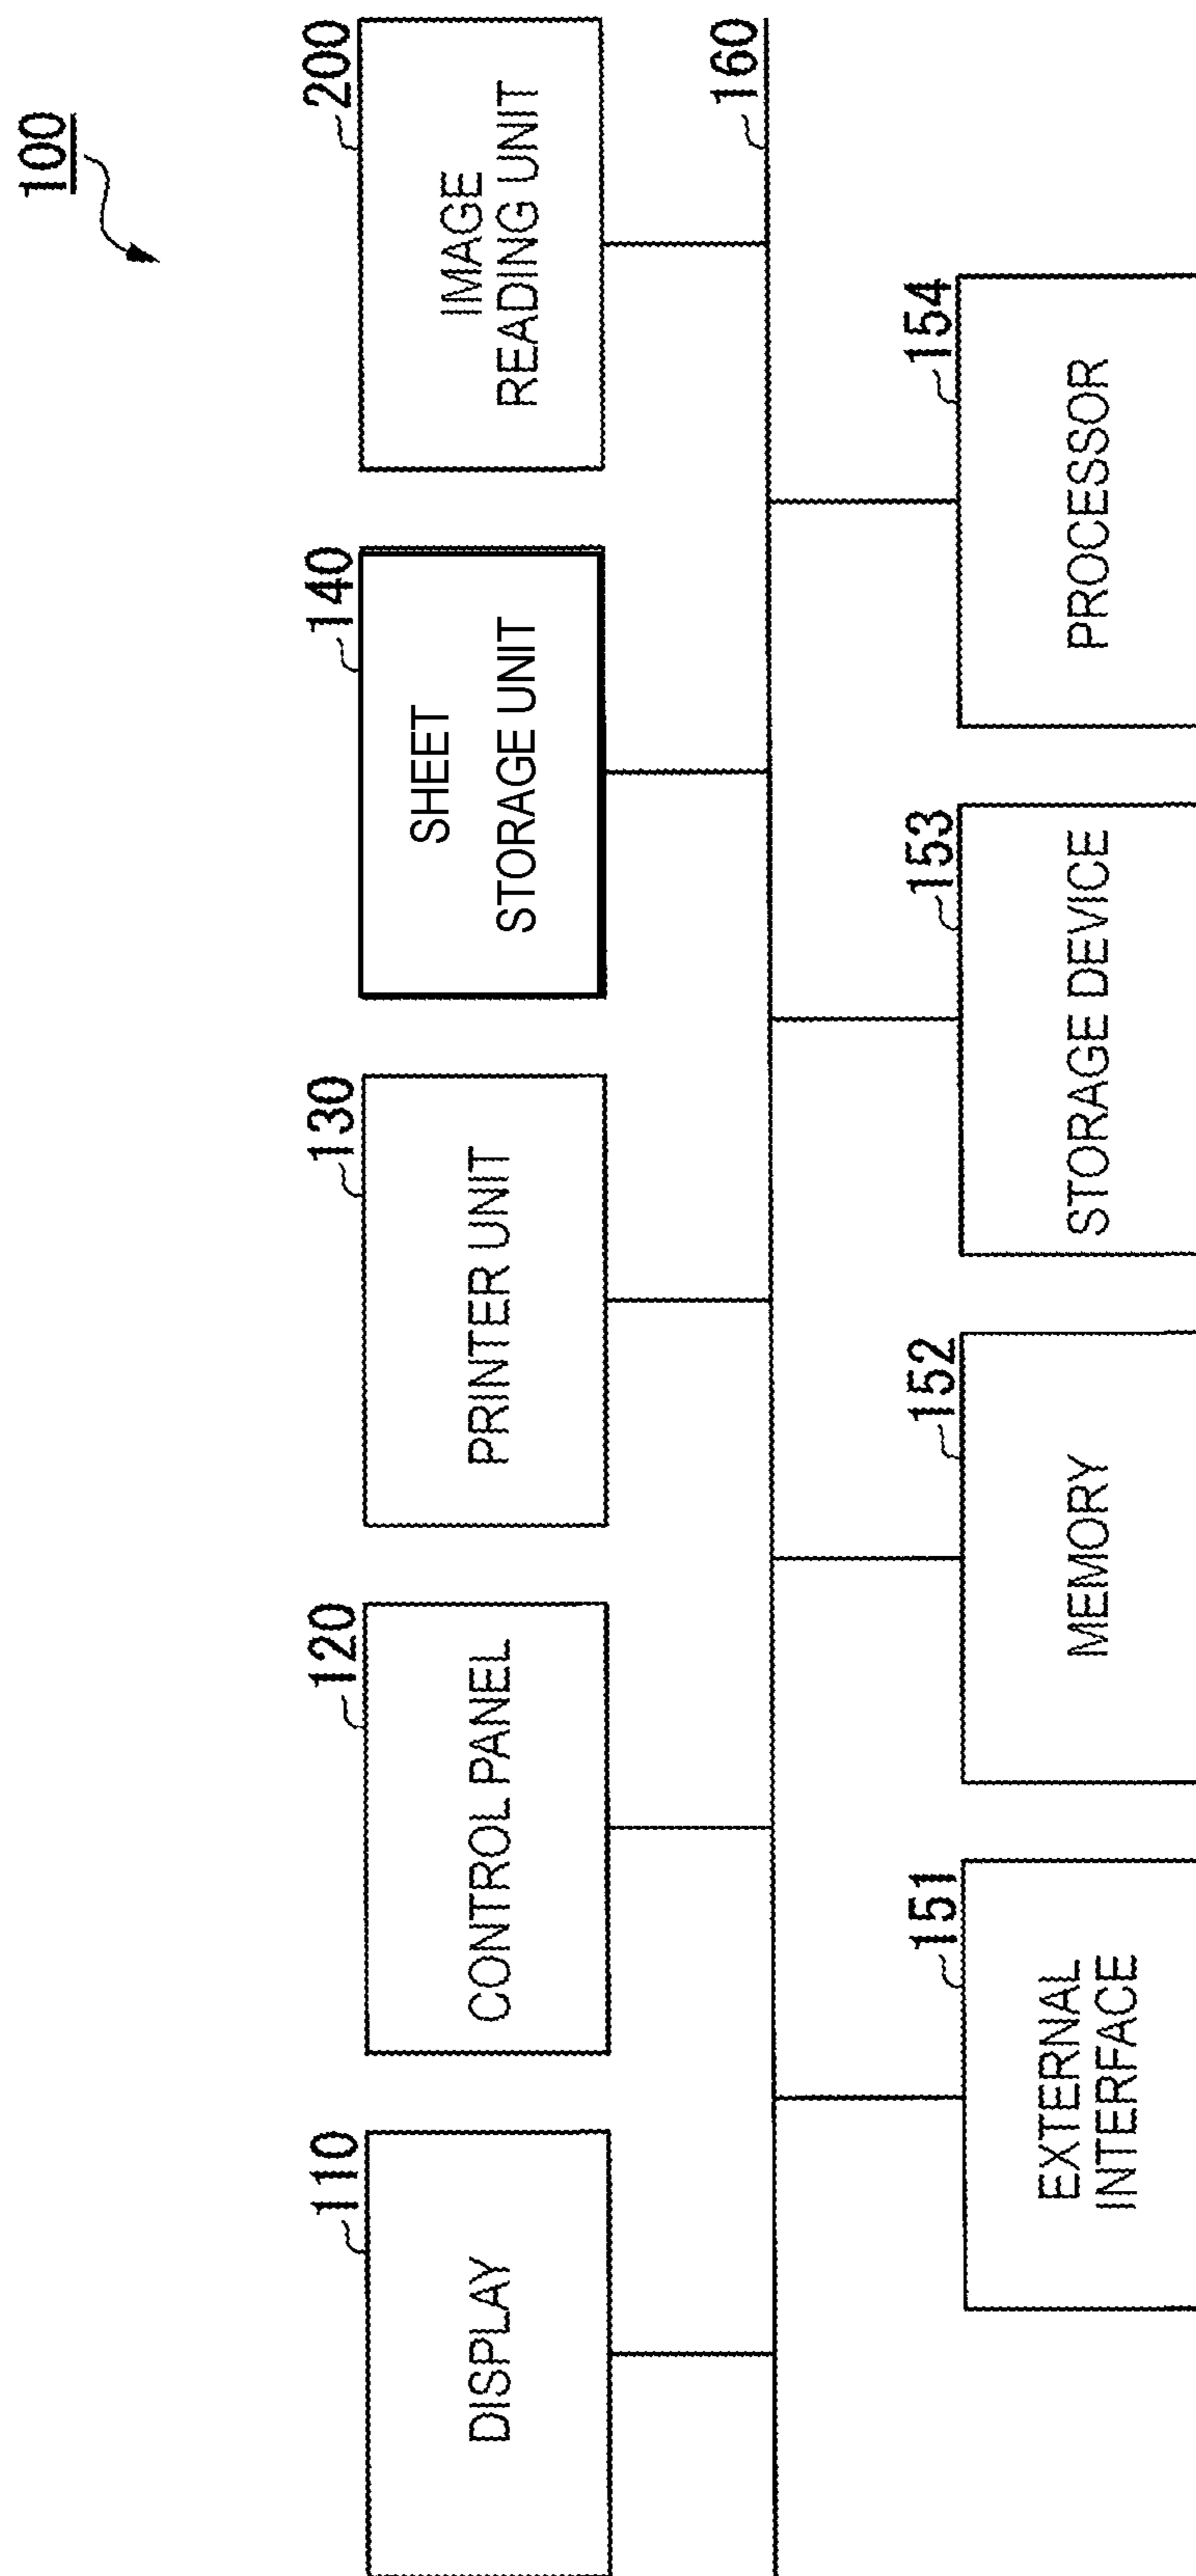 100
110
DISPLAY
120
CONTROL PANEL
130
PRINTER UNIT
140
SHEET
STORAGE UNIT
200
IMAGE
READING UNIT
160
151
EXTERNAL
INTERFACE
152
MEMORY
153
STORAGE DEVICE
154
PROCESSOR